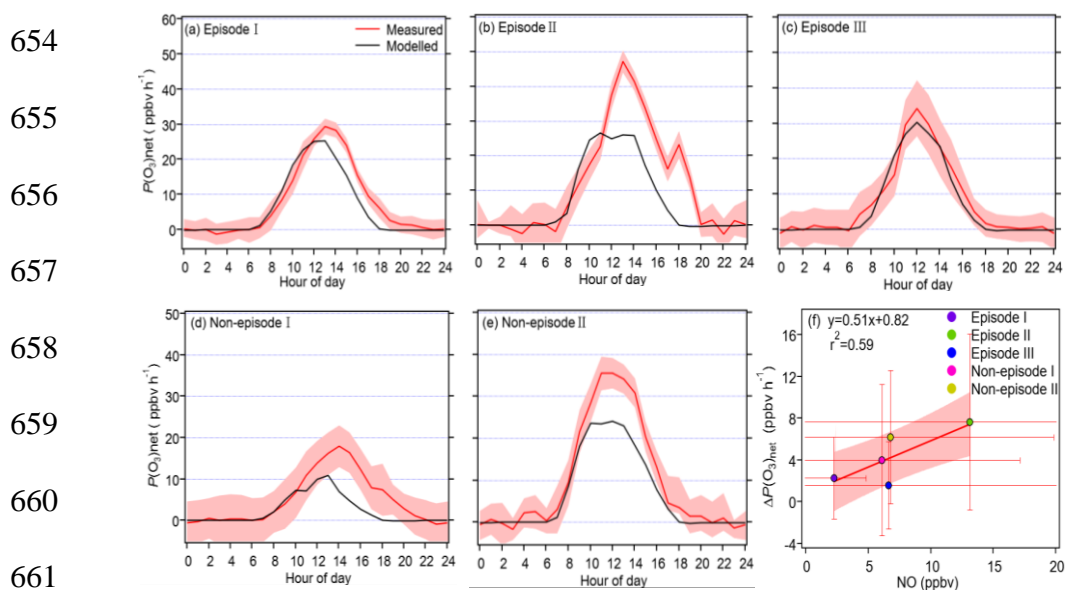 654
655
656
657
658
659
660
661
(a) Episode I
Measured
Modelled
P(O₃)net ( ppbv h⁻¹)
60
50
40
30
20
10
0
0 2 4 6 8 10 12 14 16 18 20 22 24
Hour of day
(b) Episode II
0 2 4 6 8 10 12 14 16 18 20 22 24
Hour of day
(c) Episode III
0 2 4 6 8 10 12 14 16 18 20 22 24
Hour of day
(d) Non-episode I
P(O₃)net ( ppbv h⁻¹)
50
40
30
20
10
0
0 2 4 6 8 10 12 14 16 18 20 22 24
Hour of day
(e) Non-episode II
0 2 4 6 8 10 12 14 16 18 20 22 24
Hour of day
(f) y=0.51x+0.82
r²=0.59
Episode I
Episode II
Episode III
Non-episode I
Non-episode II
ΔP(O₃)net (ppbv h⁻¹)
16
12
8
4
0
-4
0 5 10 15 20
NO (ppbv)